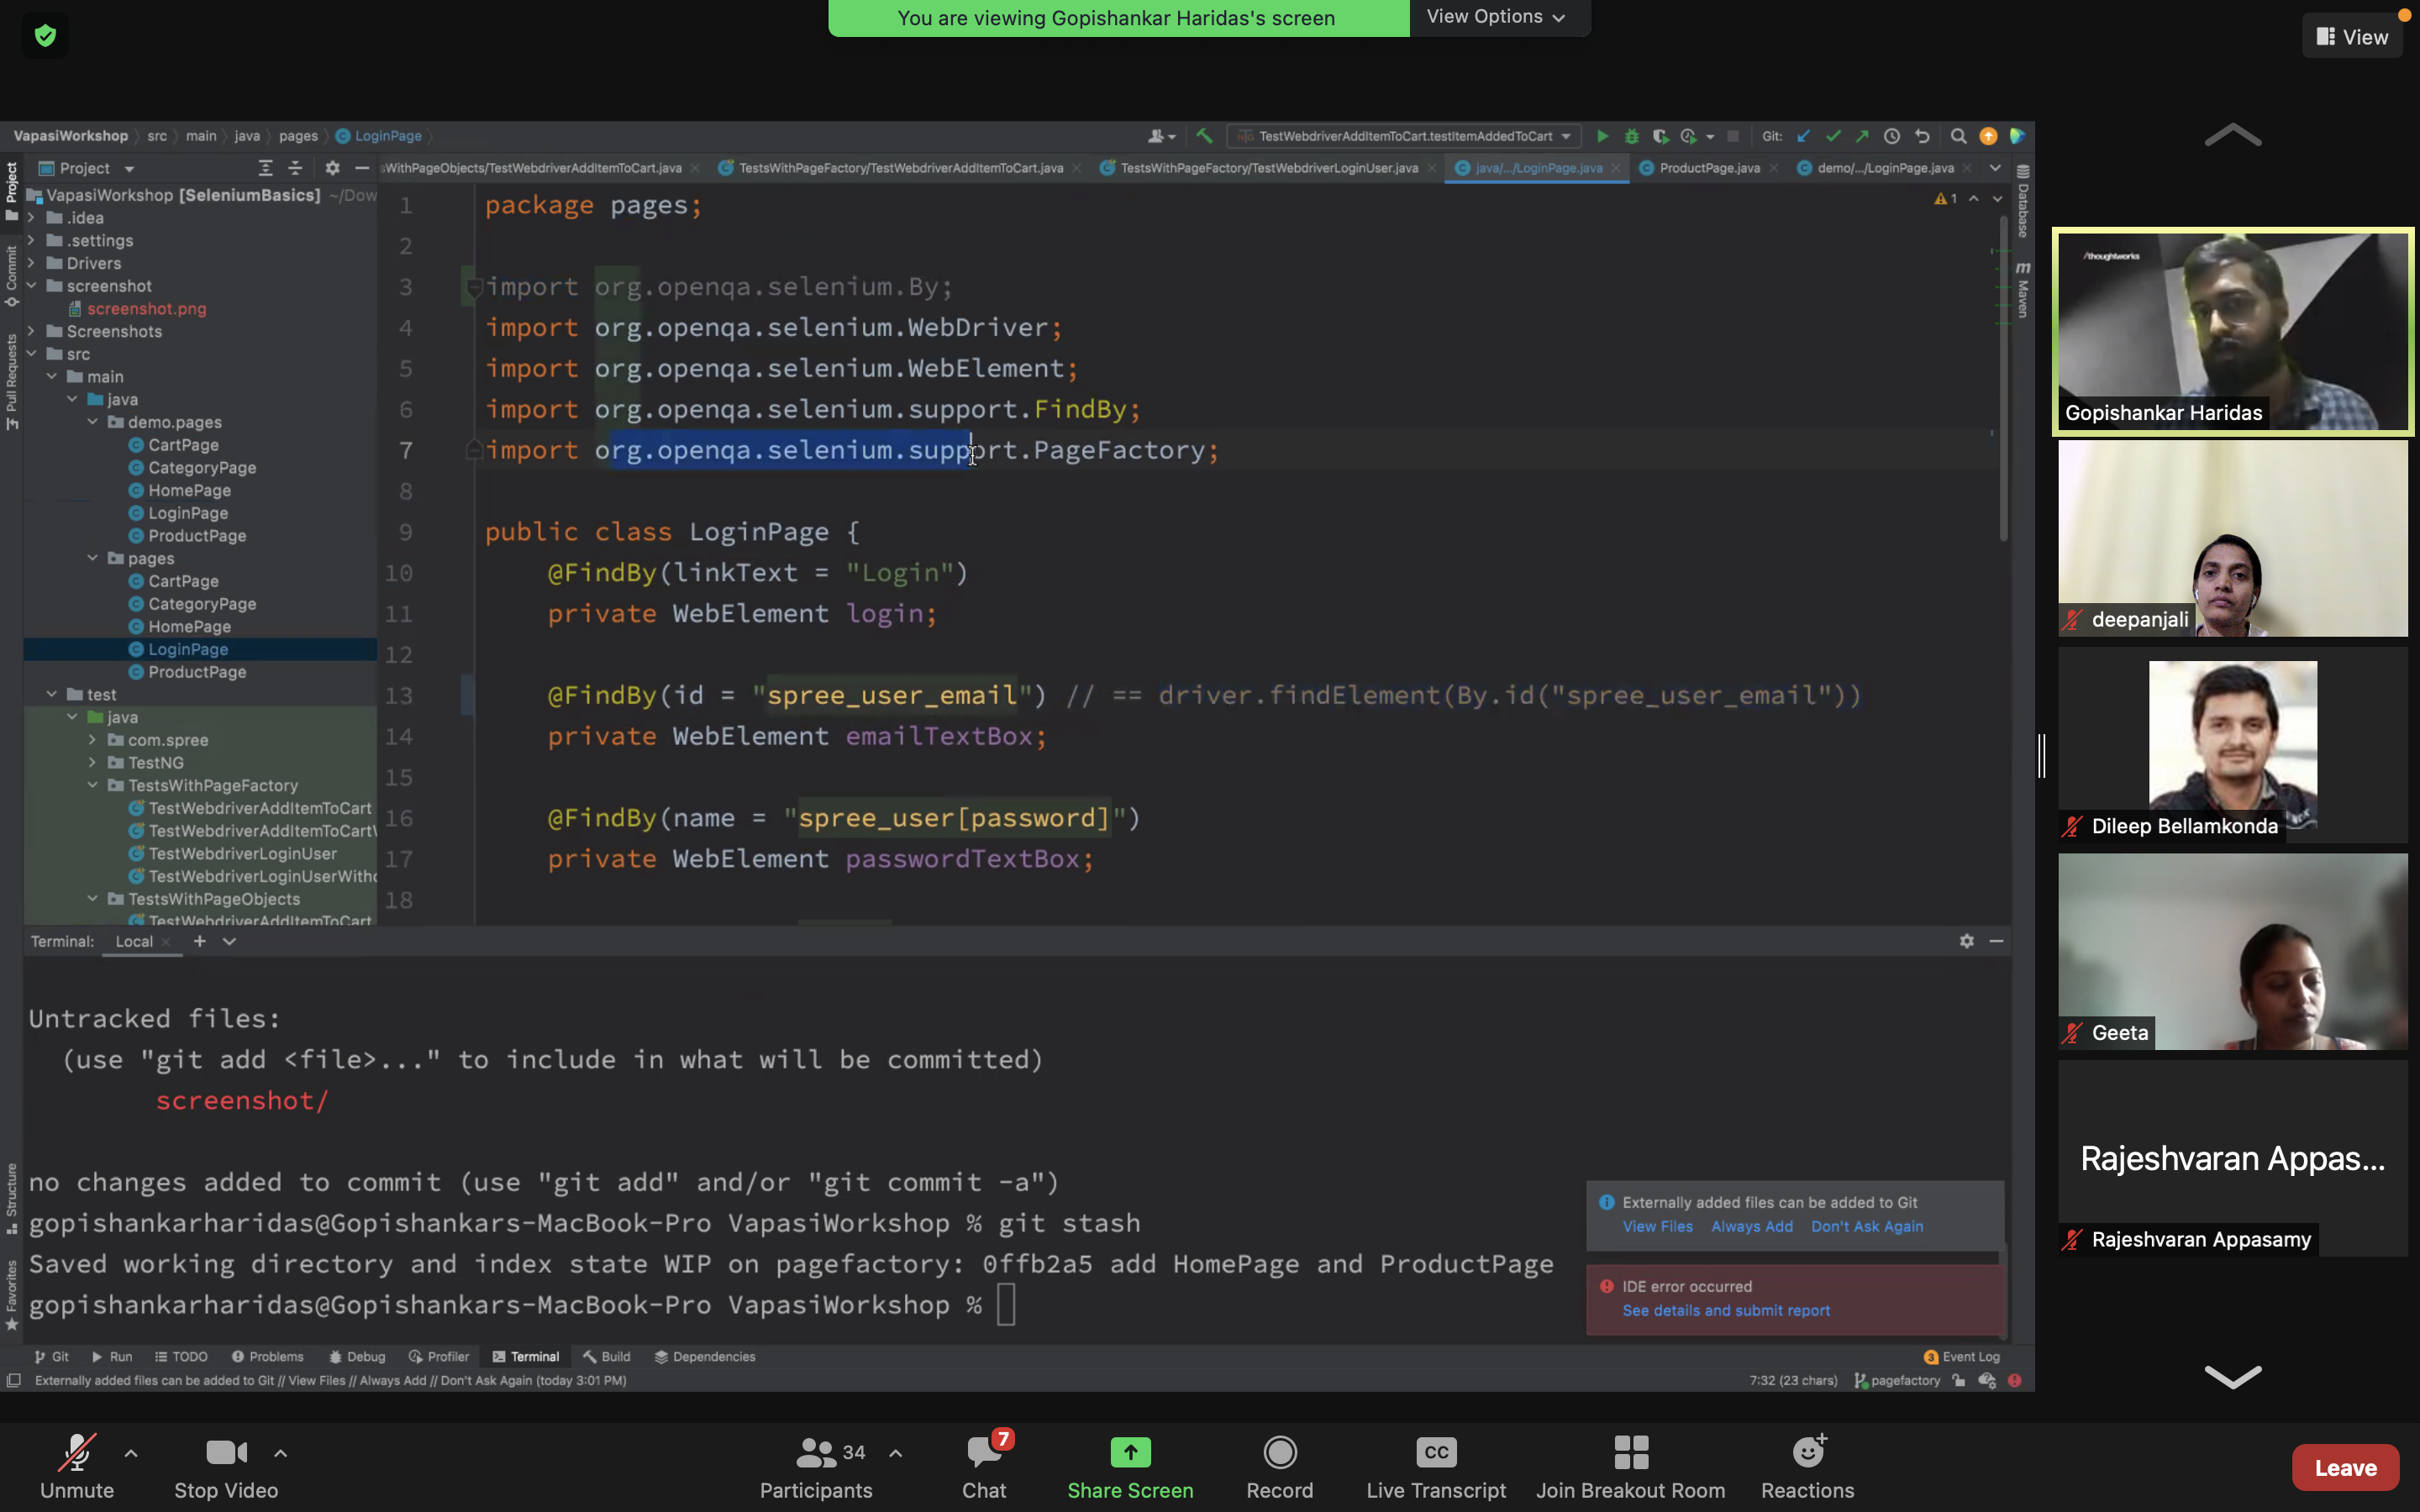 You are viewing Gopishankar Haridas's screen
View Options
View
VapasiWorkshop src main java pages LoginPage
TestWebdriverAddItemToCart.testItemAddedToCart
Git:
Project
sWithPageObjects/TestWebdriverAddItemToCart.java
TestsWithPageFactory/TestWebdriverAddItemToCart.java
TestsWithPageFactory/TestWebdriverLoginUser.java
java/.../LoginPage.java
ProductPage.java
demo/.../LoginPage.java
Project
Commit
Pull Requests
Structure
Favorites
Database
Maven
VapasiWorkshop [SeleniumBasics] ~/Dow
.idea
.settings
Drivers
screenshot
screenshot.png
Screenshots
src
main
java
demo.pages
CartPage
CategoryPage
HomePage
LoginPage
ProductPage
pages
CartPage
CategoryPage
HomePage
LoginPage
ProductPage
test
java
com.spree
TestNG
TestsWithPageFactory
TestWebdriverAddItemToCart
TestWebdriverAddItemToCart
TestWebdriverLoginUser
TestWebdriverLoginUserWith
TestsWithPageObjects
TestWebdriverAddItemToCart
1
1 package pages;
2
3 import org.openqa.selenium.By;
4 import org.openqa.selenium.WebDriver;
5 import org.openqa.selenium.WebElement;
6 import org.openqa.selenium.support.FindBy;
7 import org.openqa.selenium.support.PageFactory;
8
9 public class LoginPage {
10 @FindBy(linkText = "Login")
11 private WebElement login;
12
13 @FindBy(id = "spree_user_email") // == driver.findElement(By.id("spree_user_email"))
14 private WebElement emailTextBox;
15
16 @FindBy(name = "spree_user[password]")
17 private WebElement passwordTextBox;
18
Terminal: Local
Untracked files:
(use "git add <file>..." to include in what will be committed)
screenshot/
no changes added to commit (use "git add" and/or "git commit -a")
gopishankarharidas@Gopishankars-MacBook-Pro VapasiWorkshop % git stash
Saved working directory and index state WIP on pagefactory: 0ffb2a5 add HomePage and ProductPage
gopishankarharidas@Gopishankars-MacBook-Pro VapasiWorkshop %
Externally added files can be added to Git
View Files Always Add Don't Ask Again
IDE error occurred
See details and submit report
Git Run TODO Problems Debug Profiler Terminal Build Dependencies
3 Event Log
Externally added files can be added to Git // View Files // Always Add // Don't Ask Again (today 3:01 PM)
7:32 (23 chars) pagefactory
/thoughtworks
Gopishankar Haridas
deepanjali
Dileep Bellamkonda
Geeta
Rajeshvaran Appas...
Rajeshvaran Appasamy
Unmute
Stop Video
34
Participants
7
Chat
Share Screen
Record
CC
Live Transcript
Join Breakout Room
Reactions
Leave